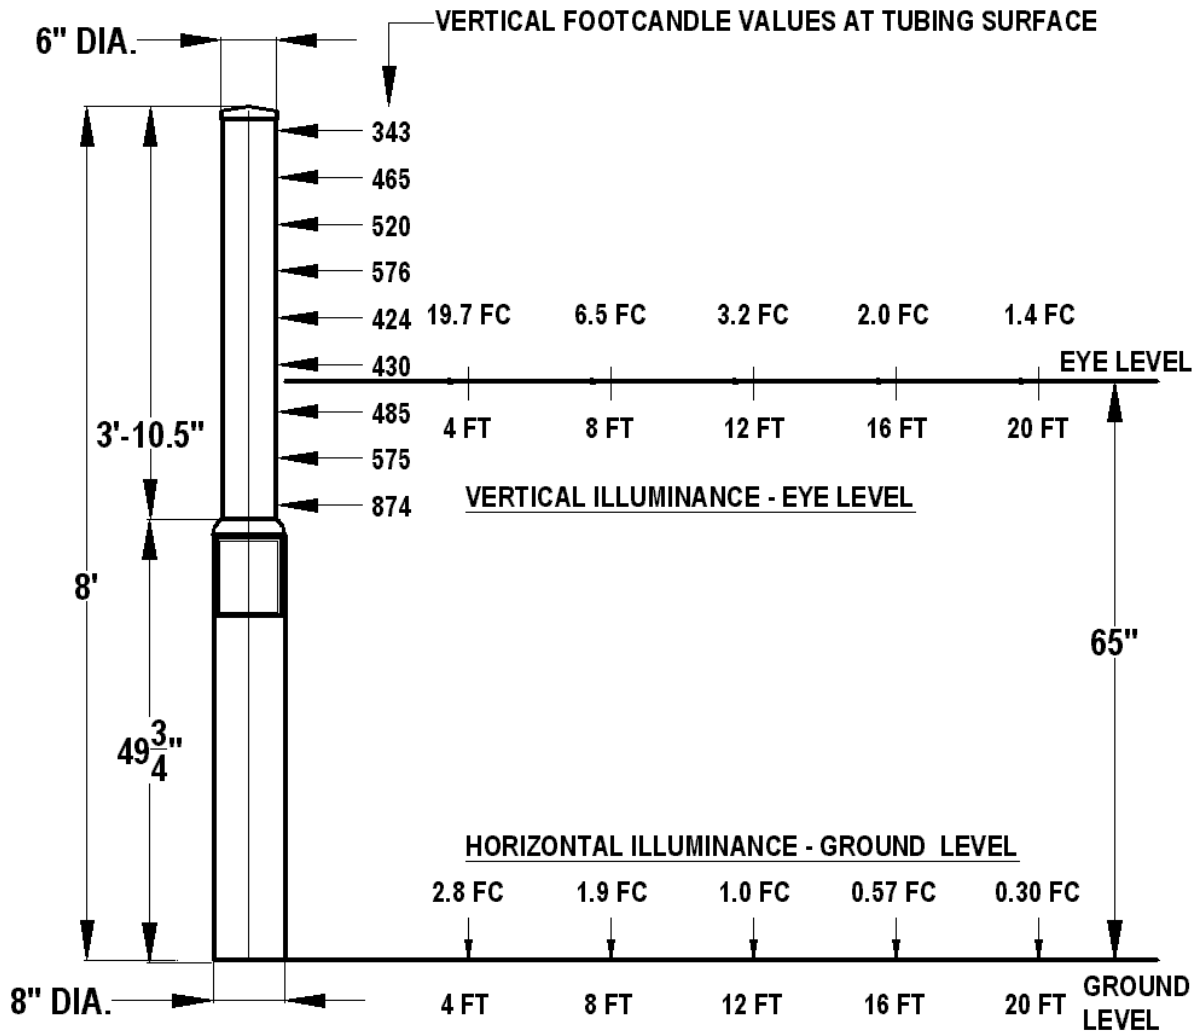 VERTICAL FOOTCANDLE VALUES AT TUBING SURFACE
6" DIA.
343
465
520
576
424
430
485
575
874
19.7 FC 6.5 FC 3.2 FC 2.0 FC 1.4 FC
EYE LEVEL
4 FT 8 FT 12 FT 16 FT 20 FT
VERTICAL ILLUMINANCE - EYE LEVEL
3'-10.5"
8'
65"
49 3/4"
HORIZONTAL ILLUMINANCE - GROUND LEVEL
2.8 FC 1.9 FC 1.0 FC 0.57 FC 0.30 FC
8" DIA.
4 FT 8 FT 12 FT 16 FT 20 FT
GROUND
LEVEL